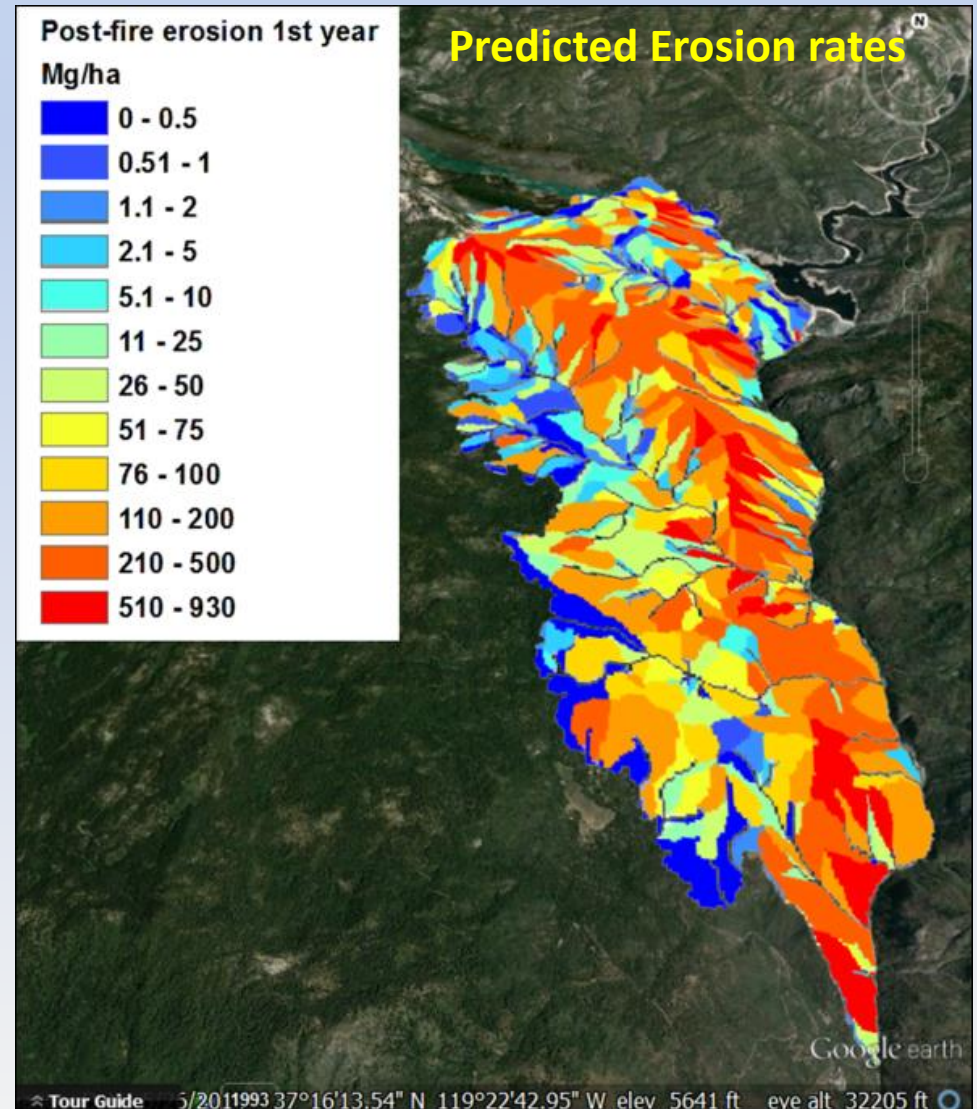 Post-fire erosion 1st year
Mg/ha
0 - 0.5
0.51 - 1
1.1 - 2
2.1 - 5
5.1 - 10
11 - 25
26 - 50
51 - 75
76 - 100
110 - 200
210 - 500
510 - 930
Predicted Erosion rates
N
Google earth
Tour Guide 5/2011 1993 37°16'13.54" N 119°22'42.95" W elev 5641 ft eye alt 32205 ft